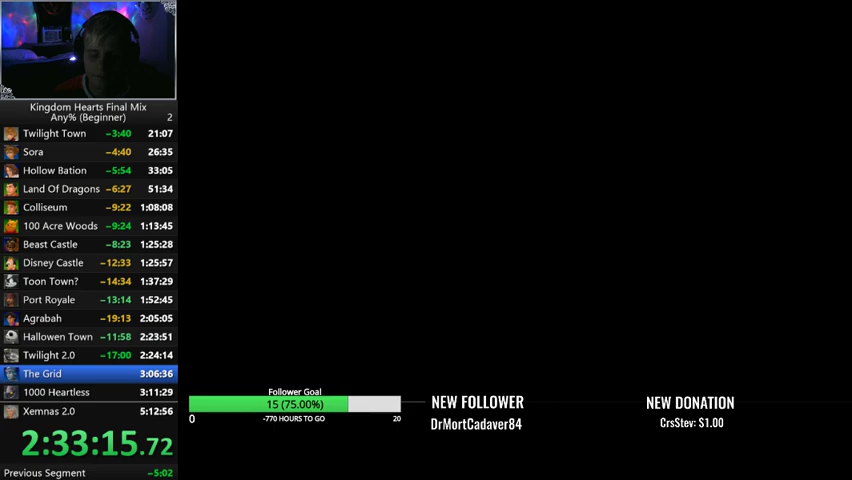 Kingdom Hearts Final Mix
Any% (Beginner) 2
Twilight Town −3:40 21:07
Sora −4:40 26:35
Hollow Bation −5:54 33:05
Land Of Dragons −6:27 51:34
Colliseum −9:22 1:08:08
100 Acre Woods −9:24 1:13:45
Beast Castle −8:23 1:25:28
Disney Castle −12:33 1:25:57
Toon Town? −14:34 1:37:29
Port Royale −13:14 1:52:45
Agrabah −19:13 2:05:05
Hallowen Town −11:58 2:23:51
Twilight 2.0 −17:00 2:24:14
The Grid 3:06:36
1000 Heartless 3:11:29
Xemnas 2.0 5:12:56
2:33:15.72
Previous Segment −5:02
Follower Goal
15 (75.00%)
0 -770 HOURS TO GO 20
NEW FOLLOWER
DrMortCadaver84
NEW DONATION
CrsStev: $1.00